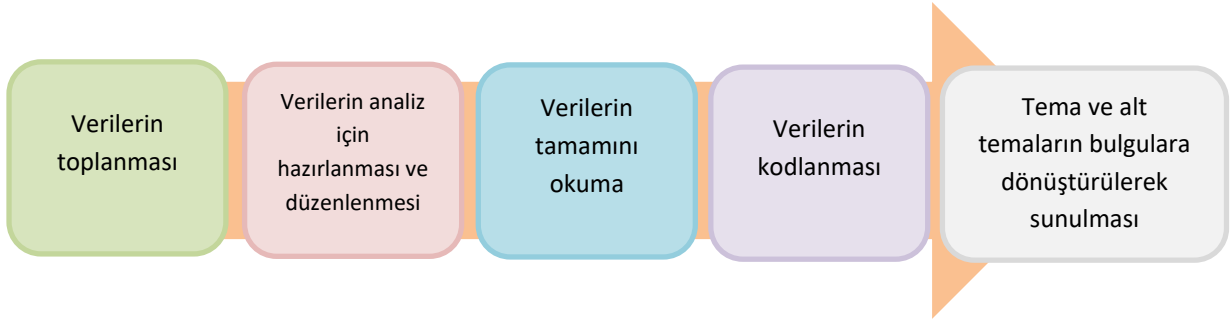 Verilerin
toplanması
Verilerin analiz
için
hazırlanması ve
düzenlenmesi
Verilerin
tamamını
okuma
Verilerin
kodlanması
Tema ve alt
temaların bulgulara
dönüştürülerek
sunulması